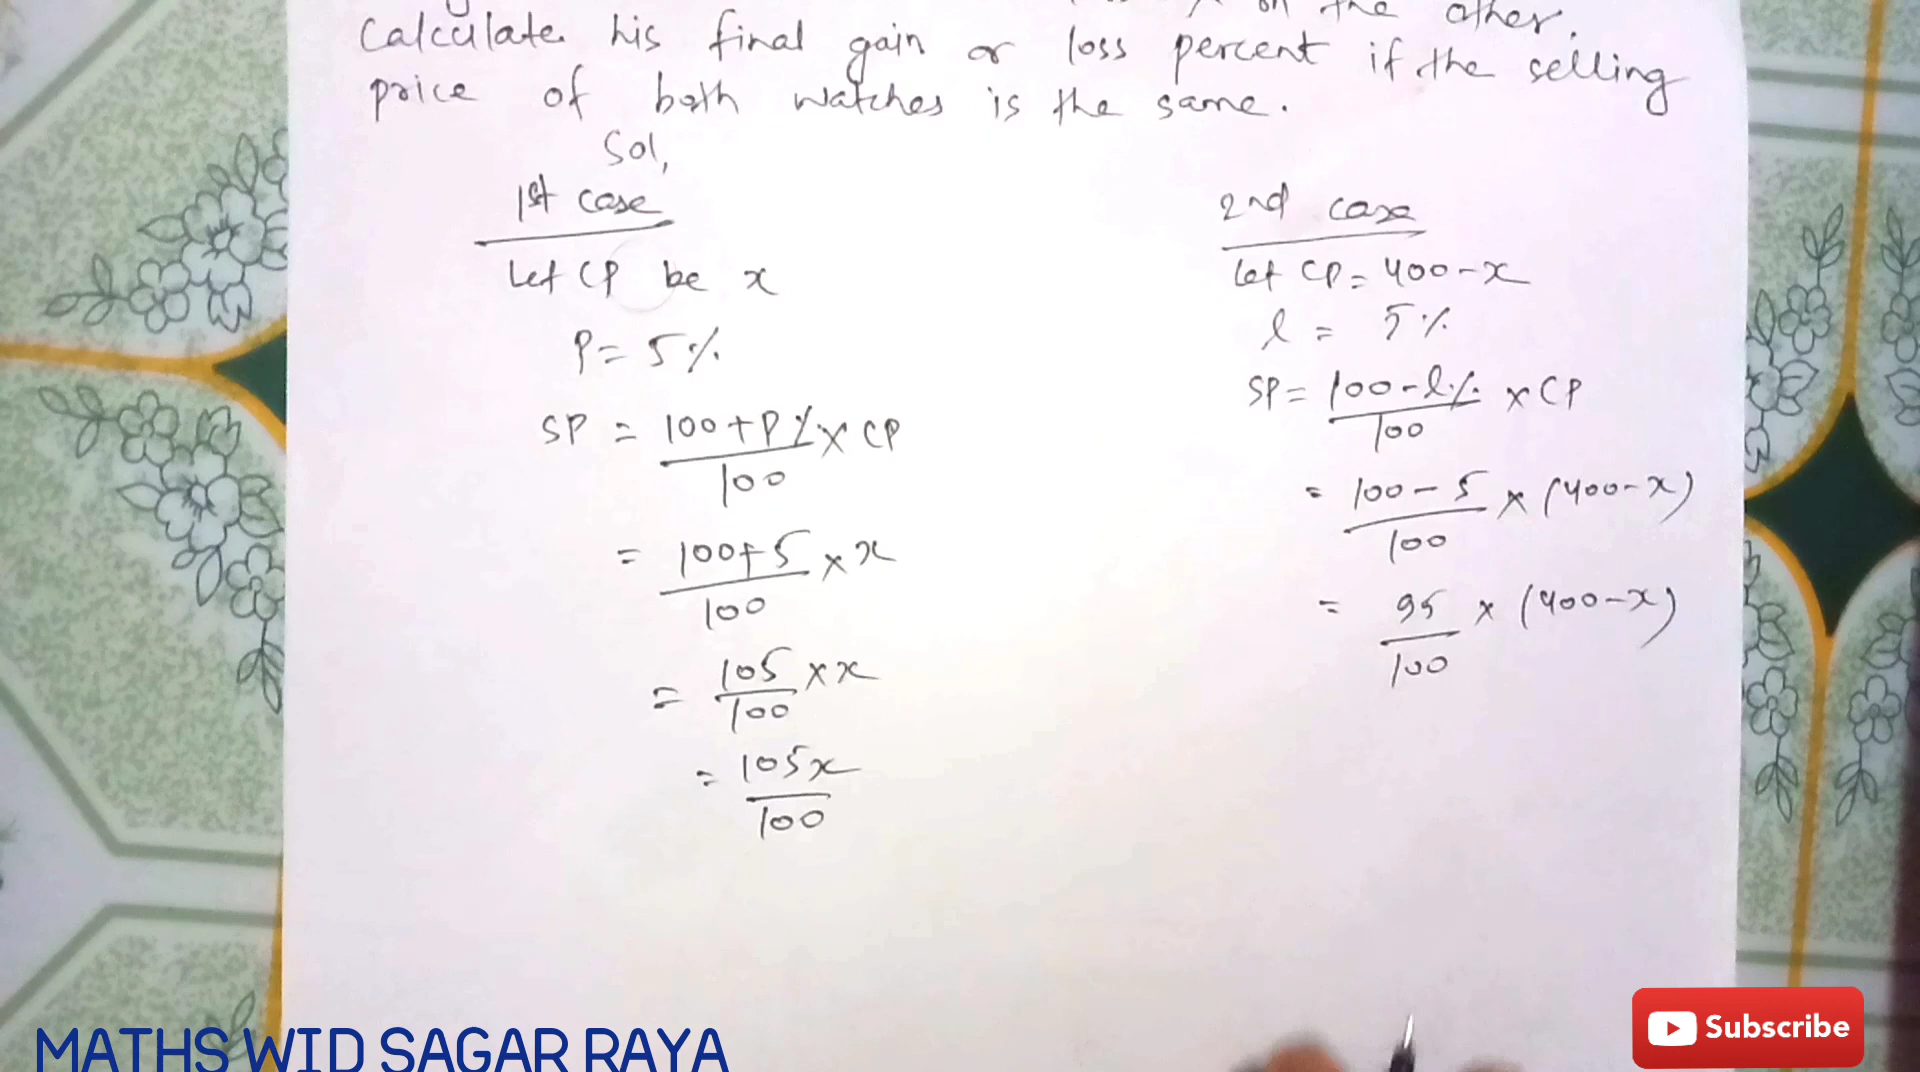 on the other.
Calculate his final gain or loss percent if the selling
price of both watches is the same.
Sol,
1st case
Let CP be x
P = 5%
SP = 100+P% × CP
100
= 100+5 × x
100
= 105 × x
100
= 105x
100
2nd case
Let CP = 400-x
l = 5%
SP = 100-l% × CP
100
= 100-5 × (400-x)
100
= 95 × (400-x)
100
MATHS WID SAGAR RAYA
Subscribe